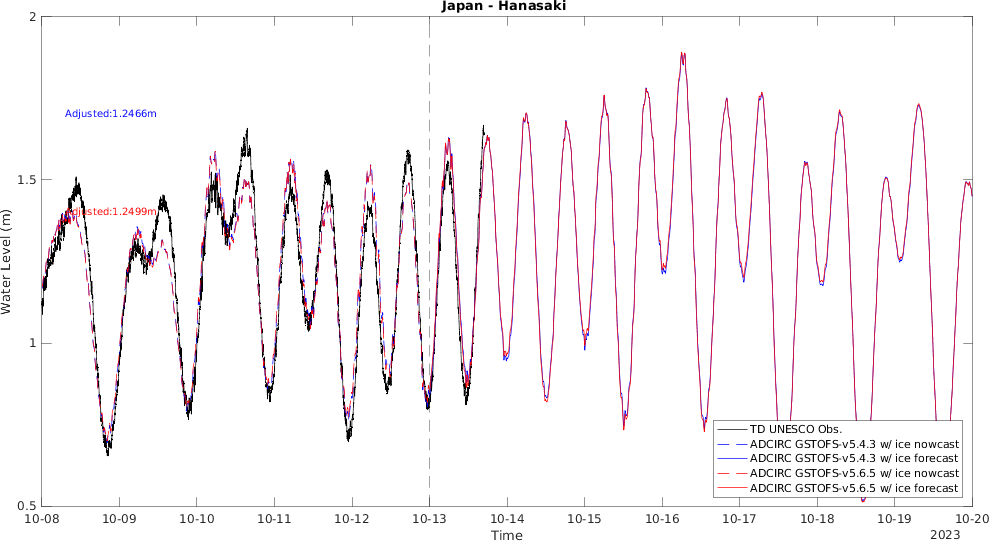 Japan - Hanasaki
2
Adjusted:1.2466m
1.5
Adjusted:1.2499m
Water Level (m)
1
TD UNESCO Obs.
ADCIRC GSTOFS-v5.4.3 w/ ice nowcast
ADCIRC GSTOFS-v5.4.3 w/ ice forecast
ADCIRC GSTOFS-v5.6.5 w/ ice nowcast
ADCIRC GSTOFS-v5.6.5 w/ ice forecast
0.5
10-08 10-09 10-10 10-11 10-12 10-13 10-14 10-15 10-16 10-17 10-18 10-19 10-20
Time
2023